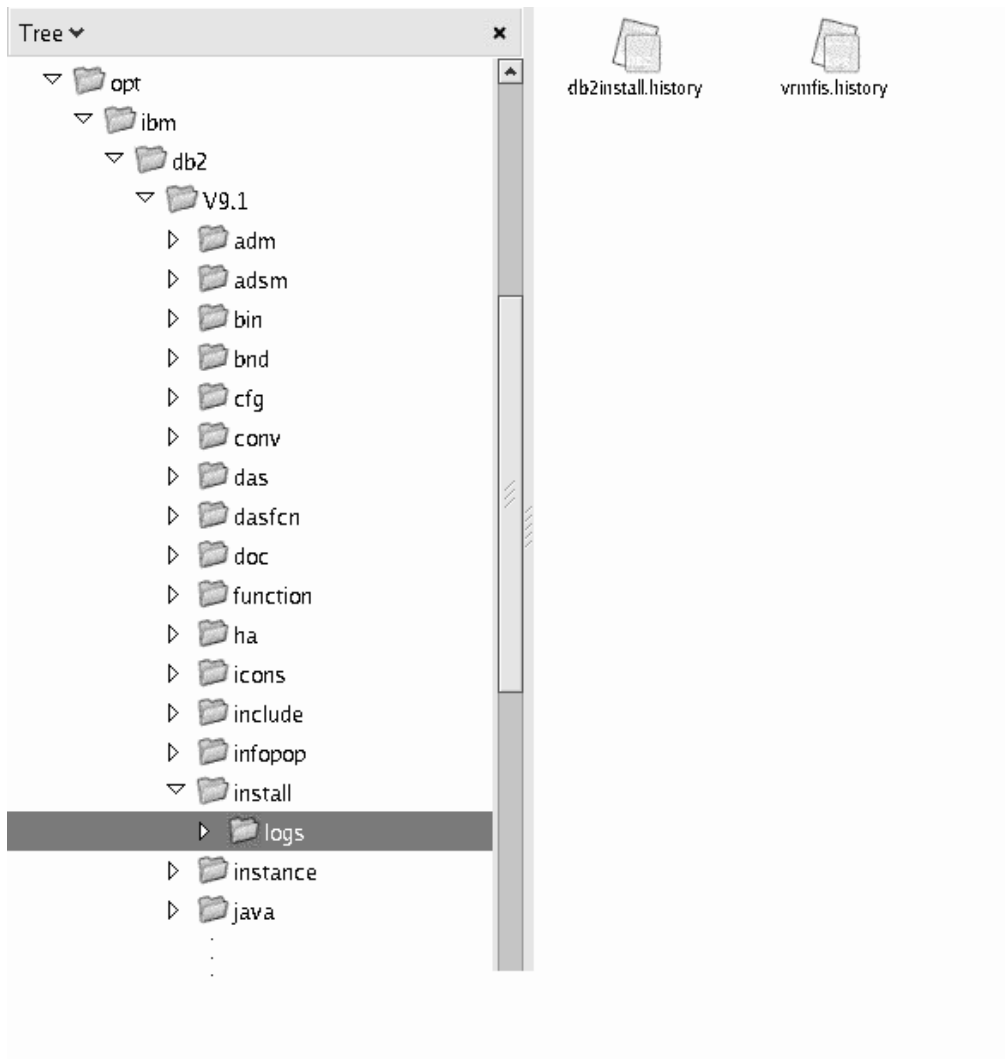 Tree
opt
ibm
db2
V9.1
adm
adsm
bin
bnd
cfg
conv
das
dasfcn
doc
function
ha
icons
include
infopop
install
logs
instance
java
db2install.history
vrmfis.history